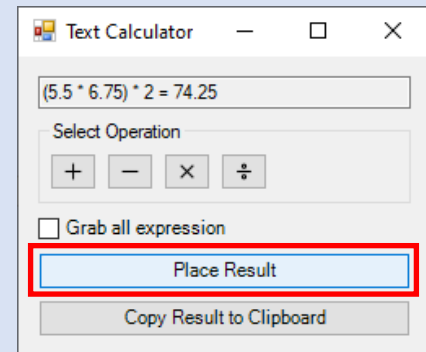 Text Calculator
(5.5 * 6.75) * 2 = 74.25
Select Operation
+ − × ÷
Grab all expression
Place Result
Copy Result to Clipboard